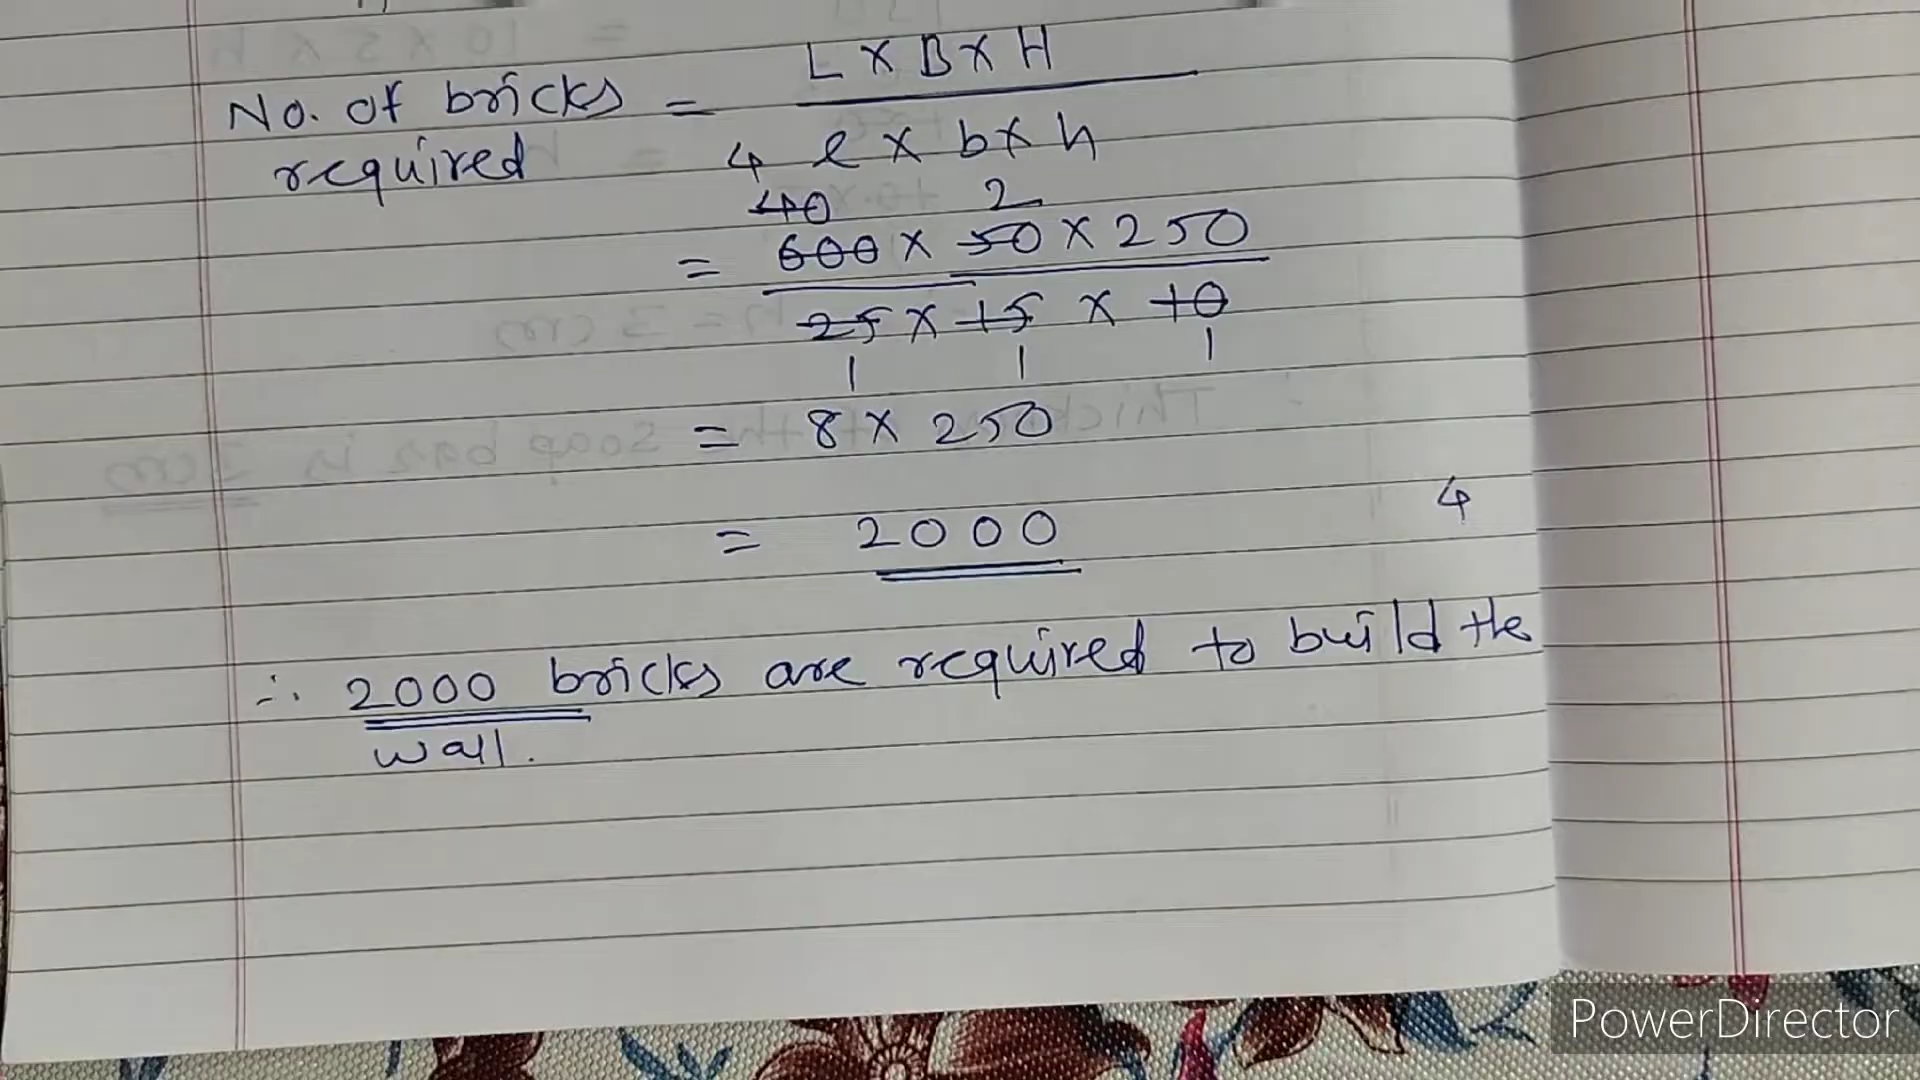 L × B × H
No. of bricks =
required
4 l × b × h
40 2
= 600 × 50 × 250
25 × 15 × 10
1 1 1
= 8 × 250
= 2000
4
∴ 2000 bricks are required to build the
wall.
PowerDirector